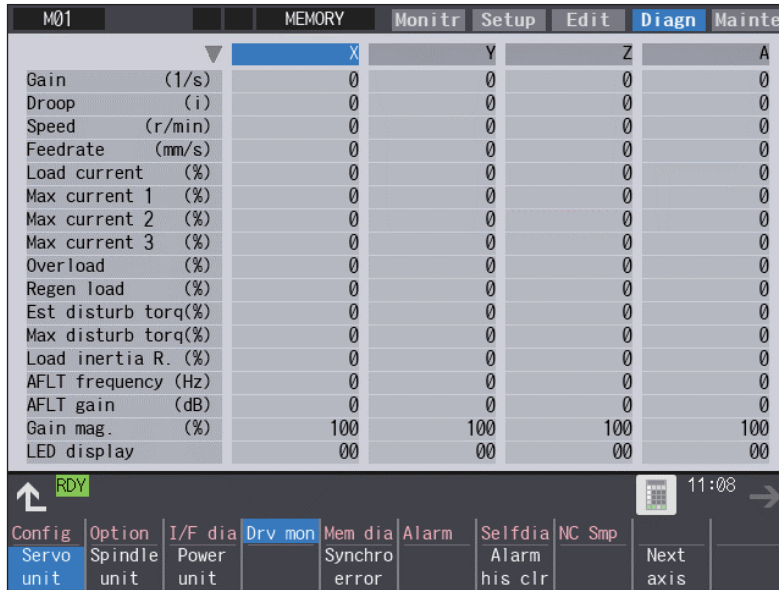 M01 MEMORY Monitr Setup Edit Diagn Mainte
X Y Z A
Gain (1/s) 0 0 0 0
Droop (i) 0 0 0 0
Speed (r/min) 0 0 0 0
Feedrate (mm/s) 0 0 0 0
Load current (%) 0 0 0 0
Max current 1 (%) 0 0 0 0
Max current 2 (%) 0 0 0 0
Max current 3 (%) 0 0 0 0
Overload (%) 0 0 0 0
Regen load (%) 0 0 0 0
Est disturb torq(%) 0 0 0 0
Max disturb torq(%) 0 0 0 0
Load inertia R. (%) 0 0 0 0
AFLT frequency (Hz) 0 0 0 0
AFLT gain (dB) 0 0 0 0
Gain mag. (%) 100 100 100 100
LED display 00 00 00 00
RDY 11:08
Config Option I/F dia Drv mon Mem dia Alarm Selfdia NC Smp
Servo Spindle Power Synchro Alarm Next
unit unit unit error his clr axis